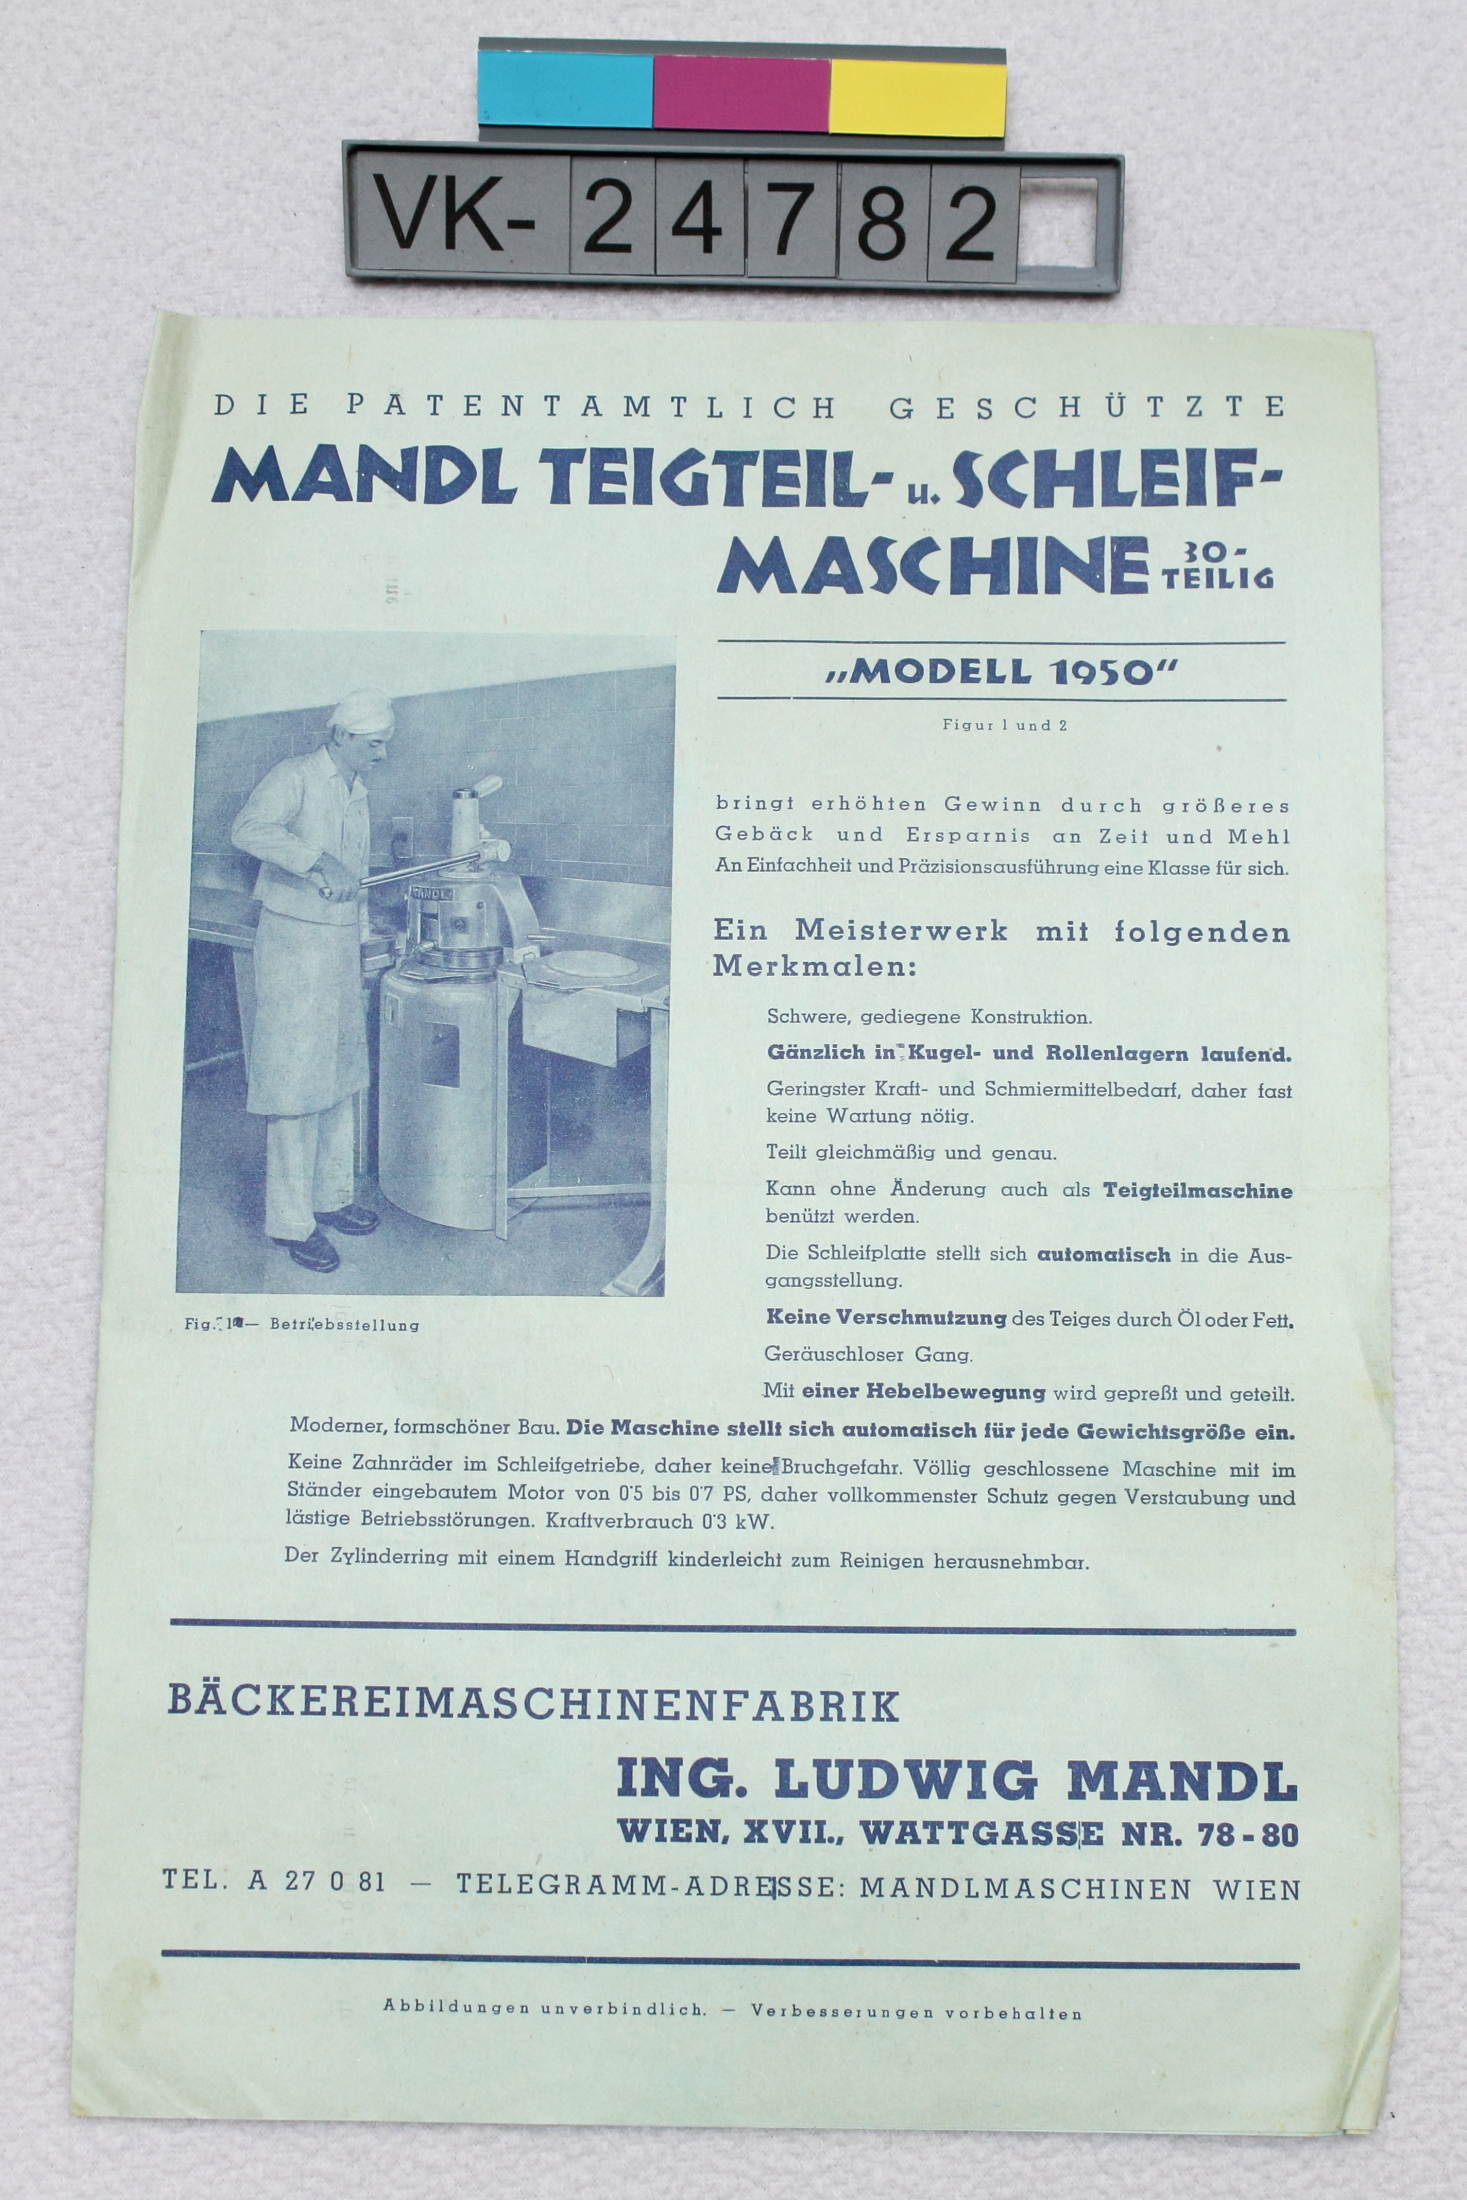 VK-24782
DIE PATENTAMTLICH GESCHÜTZTE
MANDL TEIGTEIL- u. SCHLEIF-
MASCHINE 30-
TEILIG
„MODELL 1950“
Figur 1 und 2
bringt erhöhten Gewinn durch größeres
Gebäck und Ersparnis an Zeit und Mehl
An Einfachheit und Präzisionsausführung eine Klasse für sich.
Ein Meisterwerk mit folgenden
Merkmalen:
Schwere, gediegene Konstruktion.
Gänzlich in Kugel- und Rollenlagern laufend.
Geringster Kraft- und Schmiermittelbedarf, daher fast
keine Wartung nötig.
Teilt gleichmäßig und genau.
Kann ohne Änderung auch als Teigteilmaschine
benützt werden.
Die Schleifplatte stellt sich automatisch in die Aus-
gangsstellung.
Keine Verschmutzung des Teiges durch Öl oder Fett.
Geräuschloser Gang.
Mit einer Hebelbewegung wird gepreßt und geteilt.
MANDL
Fig. 1 — Betriebsstellung
Moderner, formschöner Bau. Die Maschine stellt sich automatisch für jede Gewichtsgröße ein.
Keine Zahnräder im Schleifgetriebe, daher keine Bruchgefahr. Völlig geschlossene Maschine mit im
Ständer eingebautem Motor von 0'5 bis 0'7 PS, daher vollkommenster Schutz gegen Verstaubung und
lästige Betriebsstörungen. Kraftverbrauch 0'3 kW.
Der Zylinderring mit einem Handgriff kinderleicht zum Reinigen herausnehmbar.
BÄCKEREIMASCHINENFABRIK
ING. LUDWIG MANDL
WIEN, XVII., WATTGASSE NR. 78-80
TEL. A 27 0 81 — TELEGRAMM-ADRESSE: MANDLMASCHINEN WIEN
Abbildungen unverbindlich. — Verbesserungen vorbehalten